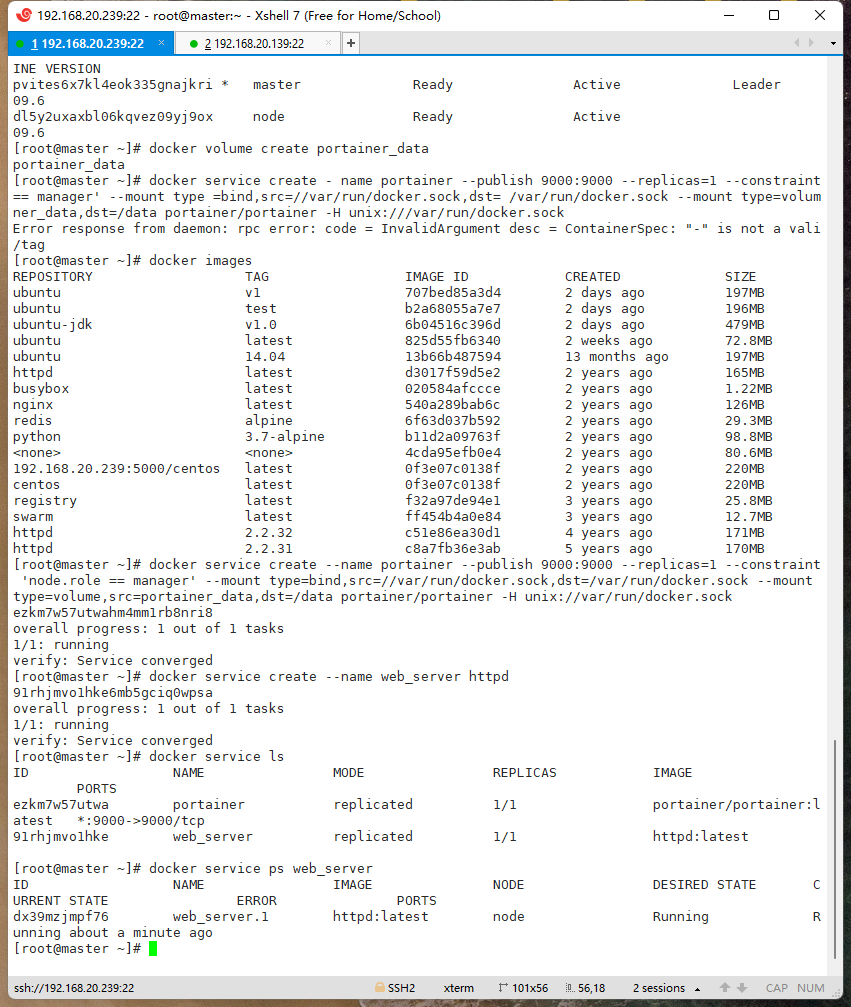 192.168.20.239:22 - root@master:~ - Xshell 7 (Free for Home/School)
1 192.168.20.239:22 × 2 192.168.20.139:22 × +
INE VERSION
pvites6x7kl4eok335gnajkri * master Ready Active Leader
09.6
dl5y2uxaxbl06kqvez09yj9ox node Ready Active
09.6
[root@master ~]# docker volume create portainer_data
portainer_data
[root@master ~]# docker service create - name portainer --publish 9000:9000 --replicas=1 --constraint
== manager' --mount type =bind,src=//var/run/docker.sock,dst= /var/run/docker.sock --mount type=volum
ner_data,dst=/data portainer/portainer -H unix:///var/run/docker.sock
Error response from daemon: rpc error: code = InvalidArgument desc = ContainerSpec: "-" is not a vali
/tag
[root@master ~]# docker images
REPOSITORY TAG IMAGE ID CREATED SIZE
ubuntu v1 707bed85a3d4 2 days ago 197MB
ubuntu test b2a68055a7e7 2 days ago 196MB
ubuntu-jdk v1.0 6b04516c396d 2 days ago 479MB
ubuntu latest 825d55fb6340 2 weeks ago 72.8MB
ubuntu 14.04 13b66b487594 13 months ago 197MB
httpd latest d3017f59d5e2 2 years ago 165MB
busybox latest 020584afccce 2 years ago 1.22MB
nginx latest 540a289bab6c 2 years ago 126MB
redis alpine 6f63d037b592 2 years ago 29.3MB
python 3.7-alpine b11d2a09763f 2 years ago 98.8MB
<none> <none> 4cda95efb0e4 2 years ago 80.6MB
192.168.20.239:5000/centos latest 0f3e07c0138f 2 years ago 220MB
centos latest 0f3e07c0138f 2 years ago 220MB
registry latest f32a97de94e1 3 years ago 25.8MB
swarm latest ff454b4a0e84 3 years ago 12.7MB
httpd 2.2.32 c51e86ea30d1 4 years ago 171MB
httpd 2.2.31 c8a7fb36e3ab 5 years ago 170MB
[root@master ~]# docker service create --name portainer --publish 9000:9000 --replicas=1 --constraint
'node.role == manager' --mount type=bind,src=//var/run/docker.sock,dst=/var/run/docker.sock --mount
type=volume,src=portainer_data,dst=/data portainer/portainer -H unix://var/run/docker.sock
ezkm7w57utwahm4mm1rb8nri8
overall progress: 1 out of 1 tasks
1/1: running
verify: Service converged
[root@master ~]# docker service create --name web_server httpd
91rhjmvo1hke6mb5gciq0wpsa
overall progress: 1 out of 1 tasks
1/1: running
verify: Service converged
[root@master ~]# docker service ls
ID NAME MODE REPLICAS IMAGE
PORTS
ezkm7w57utwa portainer replicated 1/1 portainer/portainer:l
atest *:9000->9000/tcp
91rhjmvo1hke web_server replicated 1/1 httpd:latest
[root@master ~]# docker service ps web_server
ID NAME IMAGE NODE DESIRED STATE C
URRENT STATE ERROR PORTS
dx39mzjmpf76 web_server.1 httpd:latest node Running R
unning about a minute ago
[root@master ~]#
ssh://192.168.20.239:22 SSH2 xterm 101x56 56,18 2 sessions CAP NUM